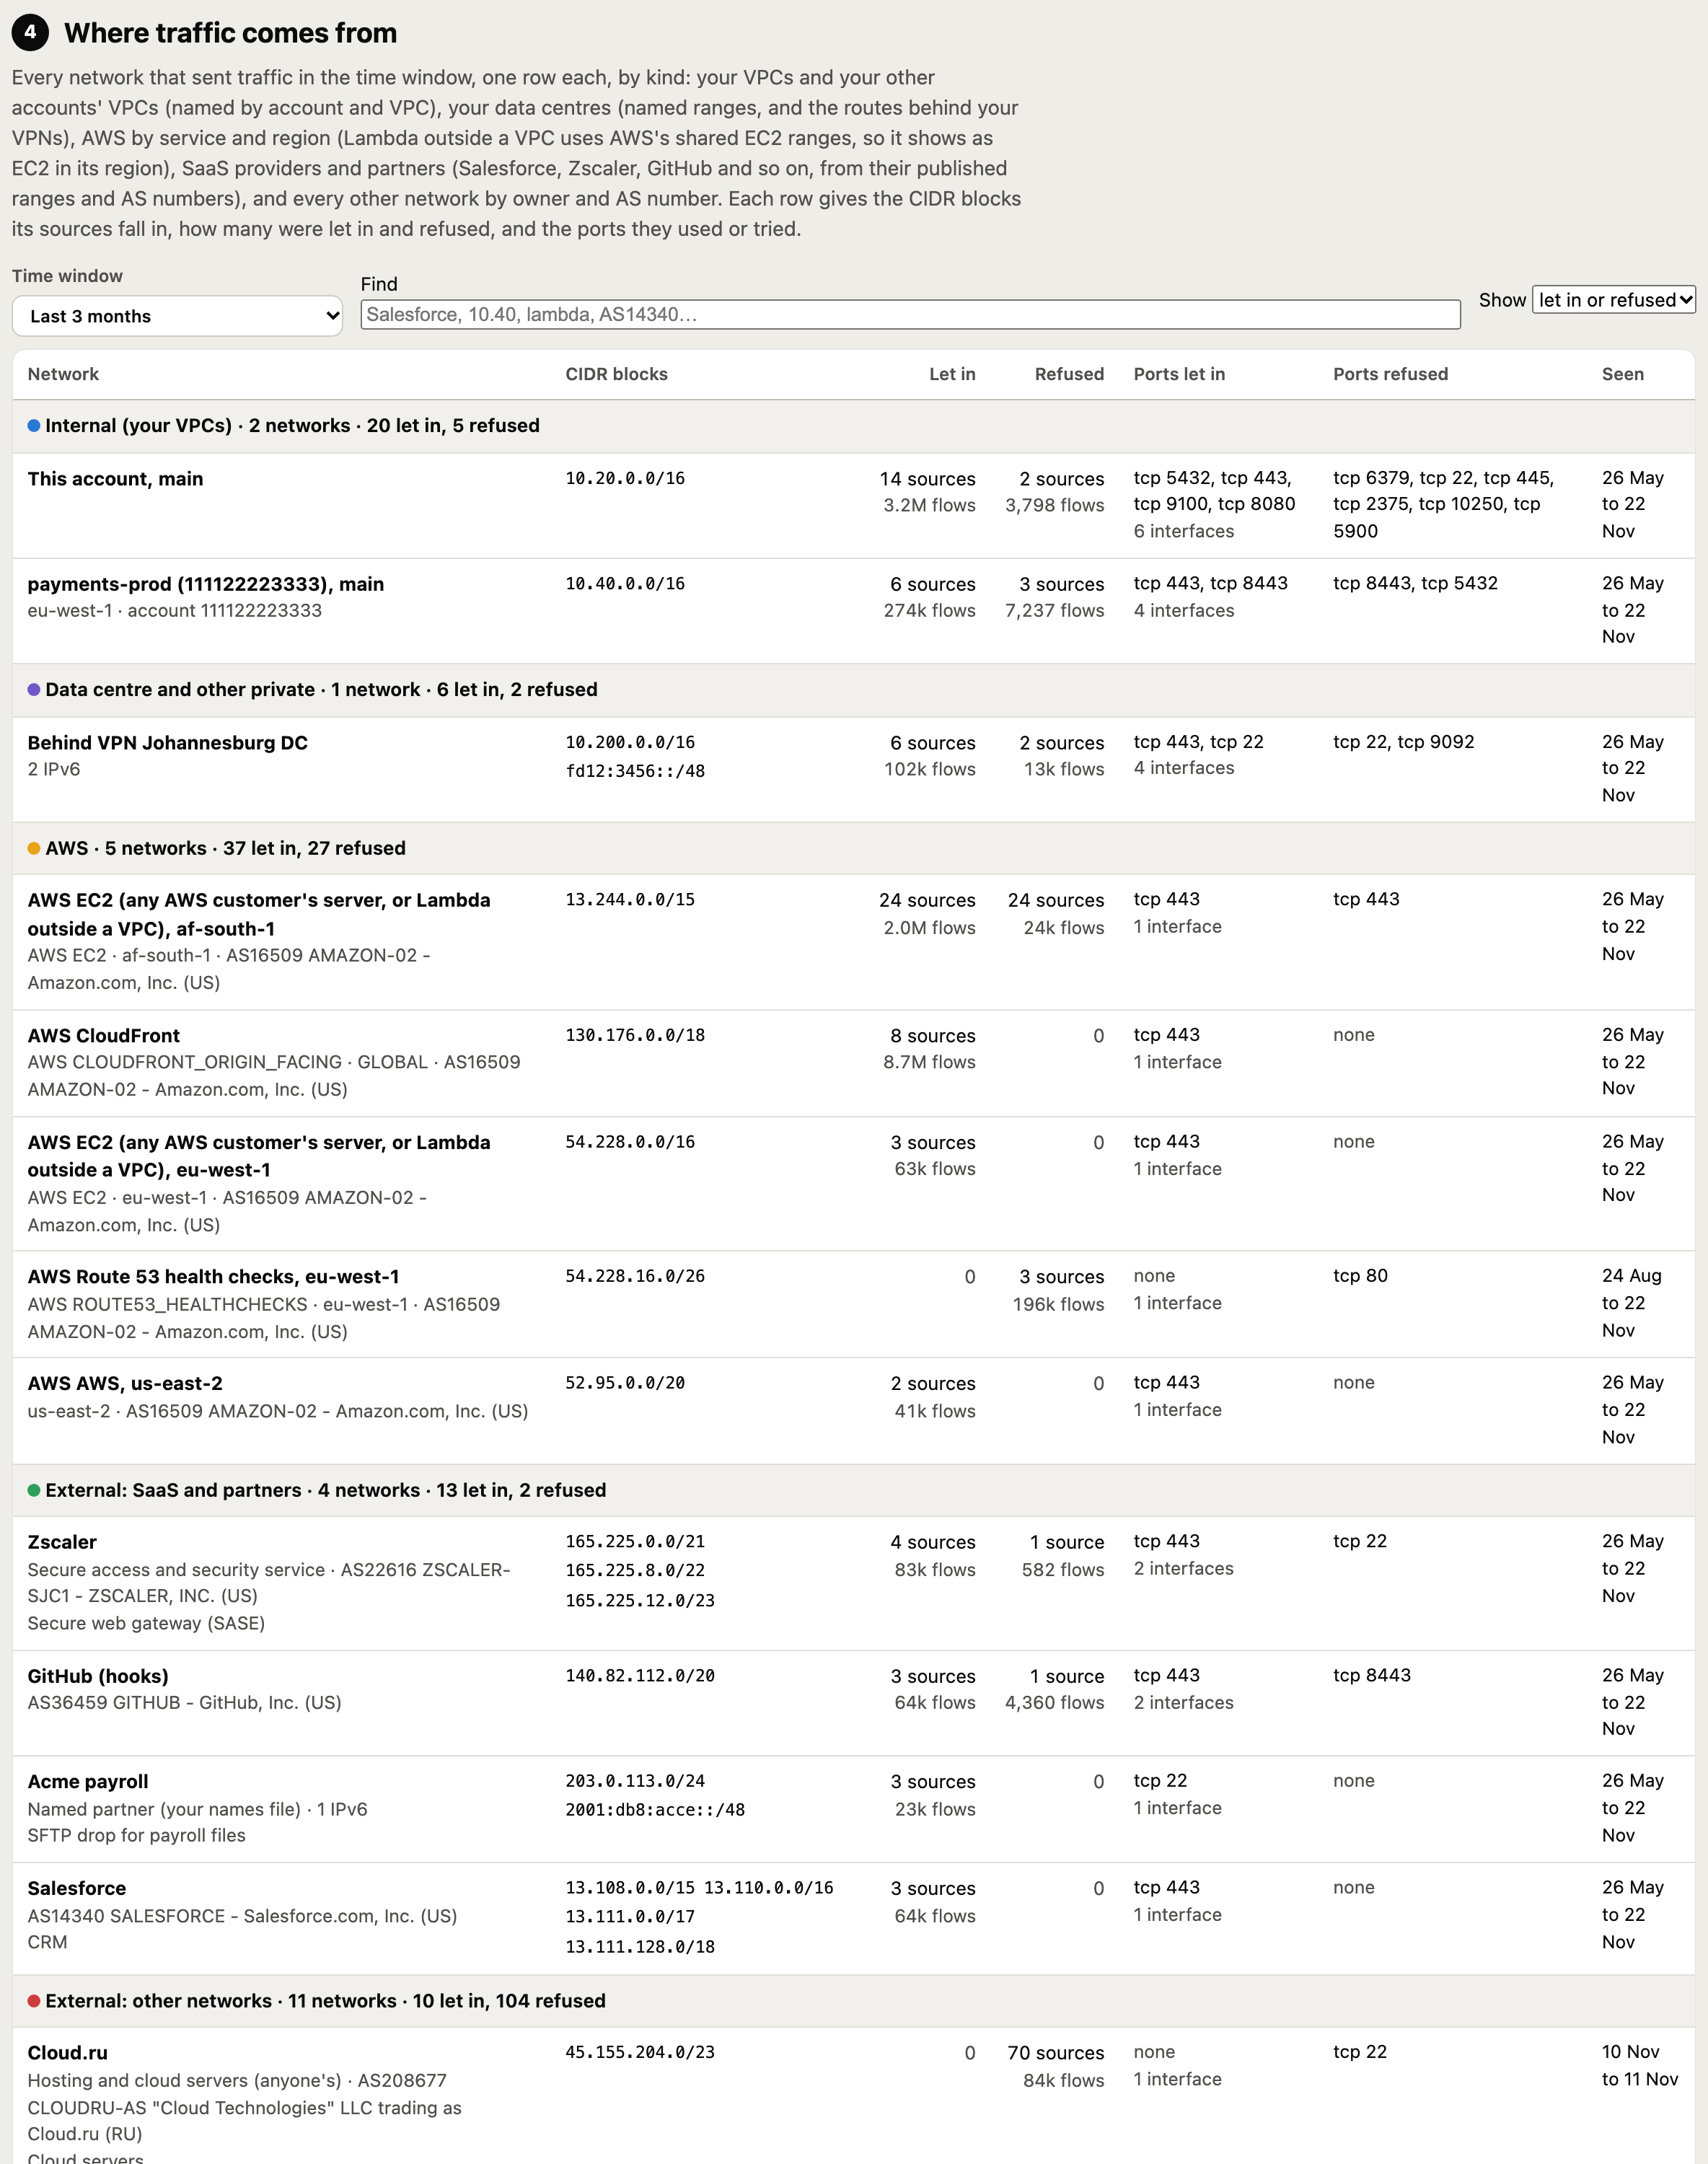 4 Where traffic comes from
Every network that sent traffic in the time window, one row each, by kind: your VPCs and your other
accounts' VPCs (named by account and VPC), your data centres (named ranges, and the routes behind your
VPNs), AWS by service and region (Lambda outside a VPC uses AWS's shared EC2 ranges, so it shows as
EC2 in its region), SaaS providers and partners (Salesforce, Zscaler, GitHub and so on, from their published
ranges and AS numbers), and every other network by owner and AS number. Each row gives the CIDR blocks
its sources fall in, how many were let in and refused, and the ports they used or tried.
Time window
Last 3 months
Find
Salesforce, 10.40, lambda, AS14340…
Show let in or refused
Network CIDR blocks Let in Refused Ports let in Ports refused Seen
Internal (your VPCs) · 2 networks · 20 let in, 5 refused
This account, main 10.20.0.0/16 14 sources 2 sources tcp 5432, tcp 443, tcp 6379, tcp 22, tcp 445, 26 May
3.2M flows 3,798 flows tcp 9100, tcp 8080 tcp 2375, tcp 10250, tcp to 22
6 interfaces 5900 Nov
payments-prod (111122223333), main 10.40.0.0/16 6 sources 3 sources tcp 443, tcp 8443 tcp 8443, tcp 5432 26 May
eu-west-1 · account 111122223333 274k flows 7,237 flows 4 interfaces to 22
Nov
Data centre and other private · 1 network · 6 let in, 2 refused
Behind VPN Johannesburg DC 10.200.0.0/16 6 sources 2 sources tcp 443, tcp 22 tcp 22, tcp 9092 26 May
2 IPv6 fd12:3456::/48 102k flows 13k flows 4 interfaces to 22
Nov
AWS · 5 networks · 37 let in, 27 refused
AWS EC2 (any AWS customer's server, or Lambda 13.244.0.0/15 24 sources 24 sources tcp 443 tcp 443 26 May
outside a VPC), af-south-1 2.0M flows 24k flows 1 interface to 22
AWS EC2 · af-south-1 · AS16509 AMAZON-02 - Nov
Amazon.com, Inc. (US)
AWS CloudFront 130.176.0.0/18 8 sources 0 tcp 443 none 26 May
AWS CLOUDFRONT_ORIGIN_FACING · GLOBAL · AS16509 8.7M flows 1 interface to 22
AMAZON-02 - Amazon.com, Inc. (US) Nov
AWS EC2 (any AWS customer's server, or Lambda 54.228.0.0/16 3 sources 0 tcp 443 none 26 May
outside a VPC), eu-west-1 63k flows 1 interface to 22
AWS EC2 · eu-west-1 · AS16509 AMAZON-02 - Nov
Amazon.com, Inc. (US)
AWS Route 53 health checks, eu-west-1 54.228.16.0/26 0 3 sources none tcp 80 24 Aug
AWS ROUTE53_HEALTHCHECKS · eu-west-1 · AS16509 196k flows 1 interface to 22
AMAZON-02 - Amazon.com, Inc. (US) Nov
AWS AWS, us-east-2 52.95.0.0/20 2 sources 0 tcp 443 none 26 May
us-east-2 · AS16509 AMAZON-02 - Amazon.com, Inc. (US) 41k flows 1 interface to 22
Nov
External: SaaS and partners · 4 networks · 13 let in, 2 refused
Zscaler 165.225.0.0/21 4 sources 1 source tcp 443 tcp 22 26 May
Secure access and security service · AS22616 ZSCALER- 165.225.8.0/22 83k flows 582 flows 2 interfaces to 22
SJC1 - ZSCALER, INC. (US) 165.225.12.0/23 Nov
Secure web gateway (SASE)
GitHub (hooks) 140.82.112.0/20 3 sources 1 source tcp 443 tcp 8443 26 May
AS36459 GITHUB - GitHub, Inc. (US) 64k flows 4,360 flows 2 interfaces to 22
Nov
Acme payroll 203.0.113.0/24 3 sources 0 tcp 22 none 26 May
Named partner (your names file) · 1 IPv6 2001:db8:acce::/48 23k flows 1 interface to 22
SFTP drop for payroll files Nov
Salesforce 13.108.0.0/15 13.110.0.0/16 3 sources 0 tcp 443 none 26 May
AS14340 SALESFORCE - Salesforce.com, Inc. (US) 13.111.0.0/17 64k flows 1 interface to 22
CRM 13.111.128.0/18 Nov
External: other networks · 11 networks · 10 let in, 104 refused
Cloud.ru 45.155.204.0/23 0 70 sources none tcp 22 10 Nov
Hosting and cloud servers (anyone's) · AS208677 84k flows 1 interface to 11 Nov
CLOUDRU-AS "Cloud Technologies" LLC trading as
Cloud.ru (RU)
Cloud servers